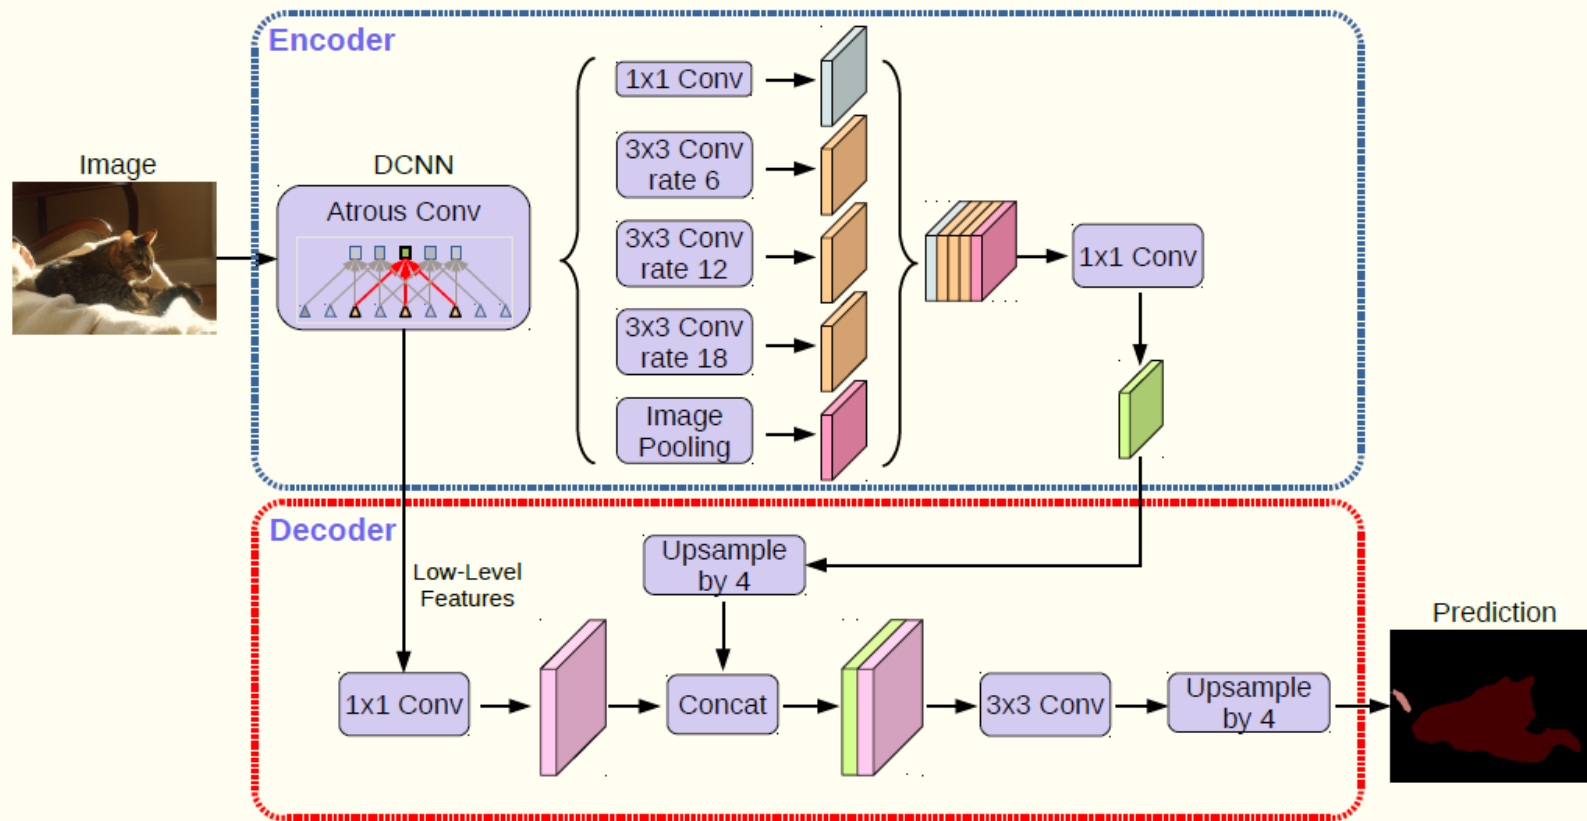 Encoder
Image
DCNN
Atrous Conv
1x1 Conv
3x3 Conv
rate 6
3x3 Conv
rate 12
3x3 Conv
rate 18
Image
Pooling
1x1 Conv
Decoder
Low-Level
Features
Upsample
by 4
1x1 Conv
Concat
3x3 Conv
Upsample
by 4
Prediction